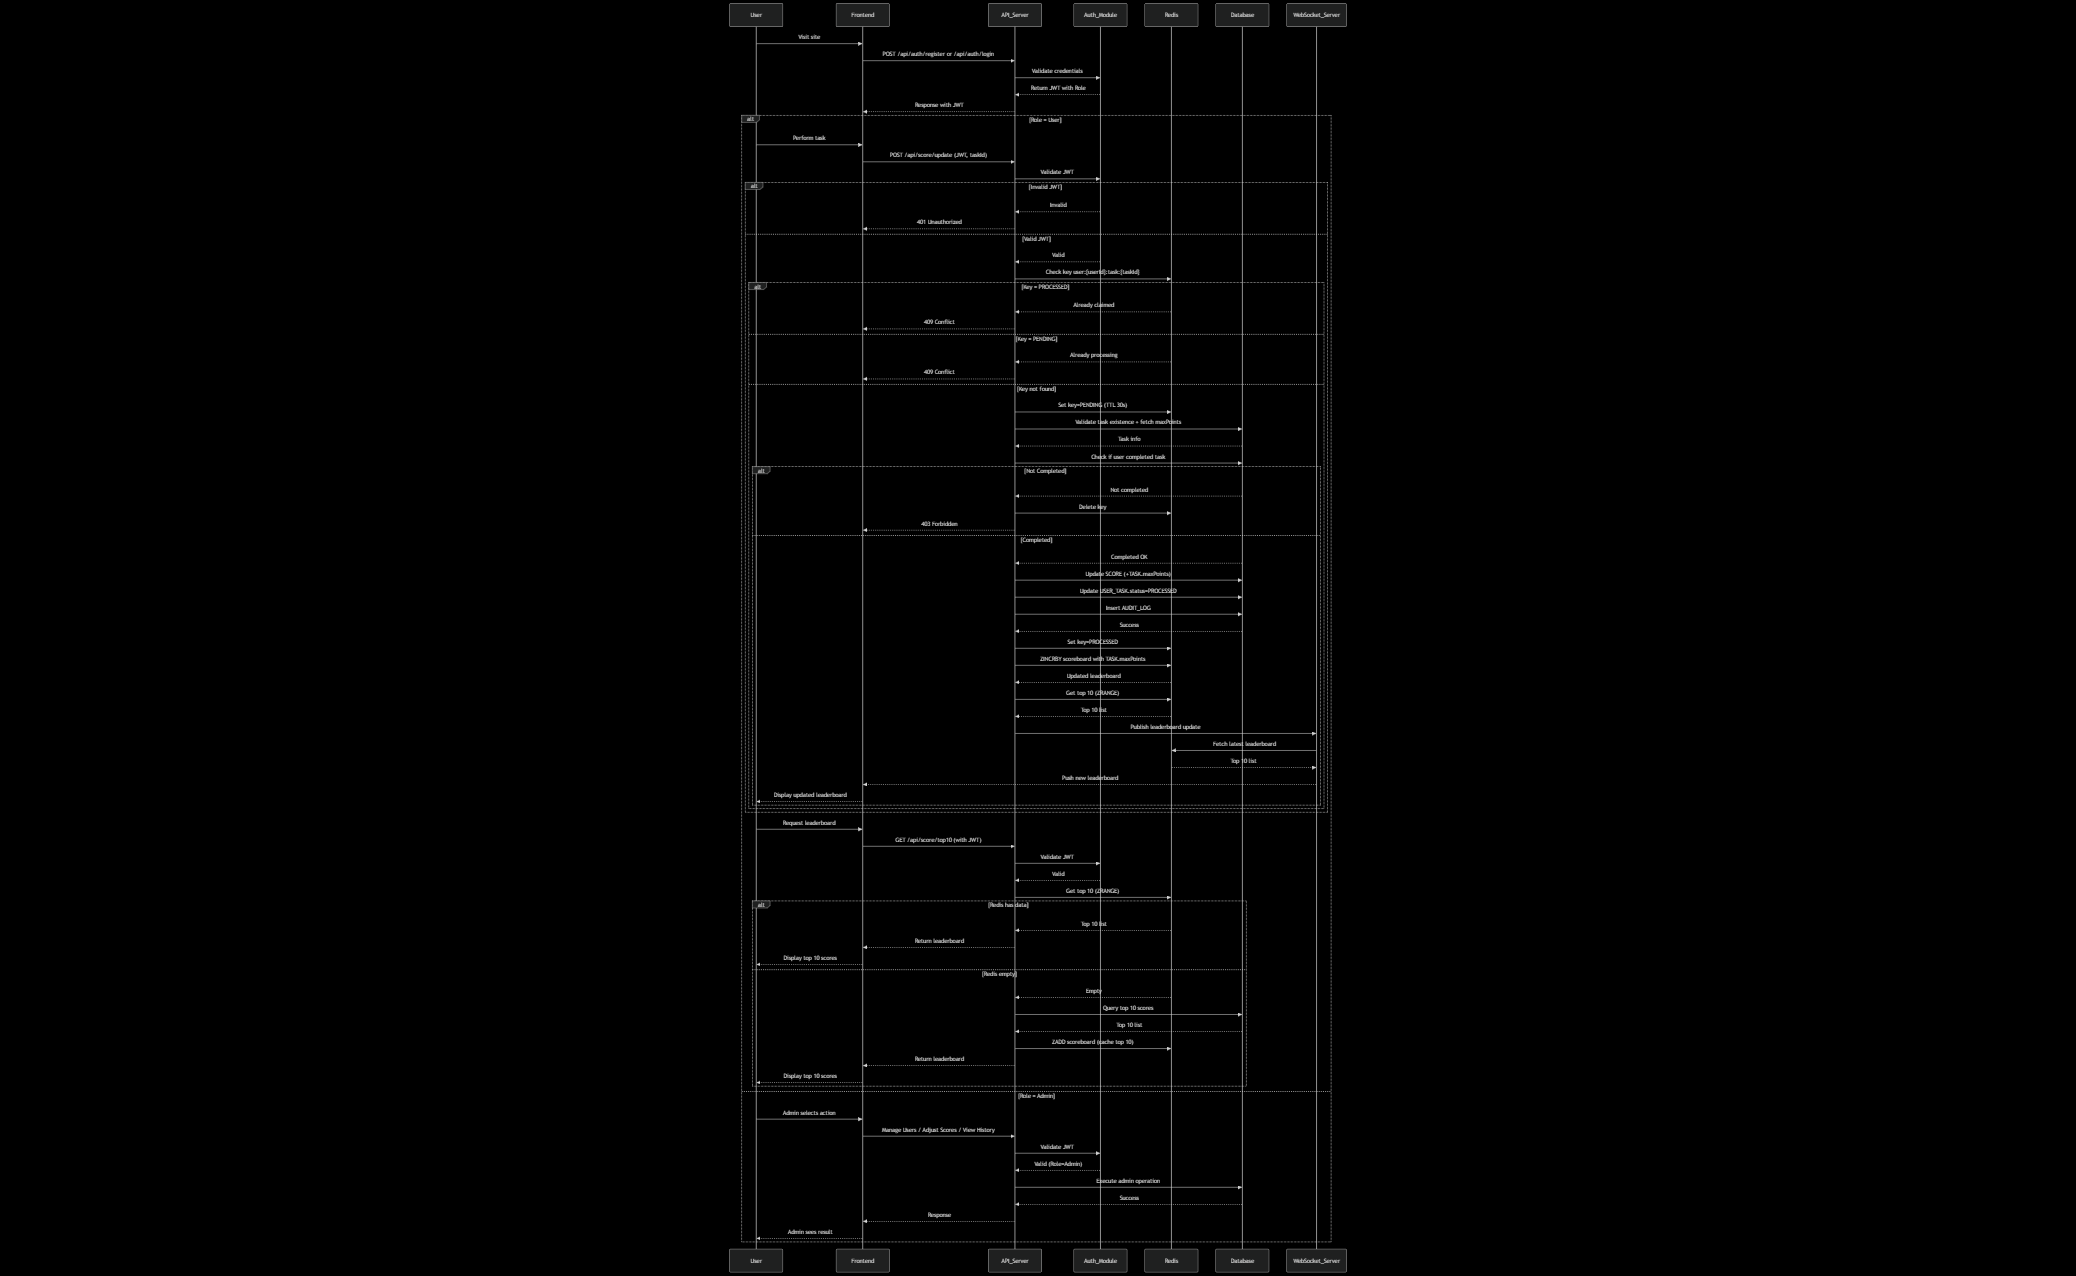 User
Frontend
API_Server
Auth_Module
Redis
Database
WebSocket_Server
Visit site
POST /api/auth/register or /api/auth/login
Validate credentials
Return JWT with Role
Response with JWT
alt
[Role = User]
Perform task
POST /api/score/update (JWT, taskId)
Validate JWT
alt
[Invalid JWT]
Invalid
401 Unauthorized
[Valid JWT]
Valid
Check key user:{userId}:task:{taskId}
alt
[Key = PROCESSED]
Already claimed
409 Conflict
[Key = PENDING]
Already processing
409 Conflict
[Key not found]
Set key=PENDING (TTL 30s)
Validate task existence + fetch maxPoints
Task info
Check if user completed task
alt
[Not Completed]
Not completed
Delete key
403 Forbidden
[Completed]
Completed OK
Update SCORE (+TASK.maxPoints)
Update USER_TASK.status=PROCESSED
Insert AUDIT_LOG
Success
Set key=PROCESSED
ZINCRBY scoreboard with TASK.maxPoints
Updated leaderboard
Get top 10 (ZRANGE)
Top 10 list
Publish leaderboard update
Fetch latest leaderboard
Top 10 list
Push new leaderboard
Display updated leaderboard
Request leaderboard
GET /api/score/top10 (with JWT)
Validate JWT
Valid
Get top 10 (ZRANGE)
alt
[Redis has data]
Top 10 list
Return leaderboard
Display top 10 scores
[Redis empty]
Empty
Query top 10 scores
Top 10 list
ZADD scoreboard (cache top 10)
Return leaderboard
Display top 10 scores
[Role = Admin]
Admin selects action
Manage Users / Adjust Scores / View History
Validate JWT
Valid (Role=Admin)
Execute admin operation
Success
Response
Admin sees result
User
Frontend
API_Server
Auth_Module
Redis
Database
WebSocket_Server